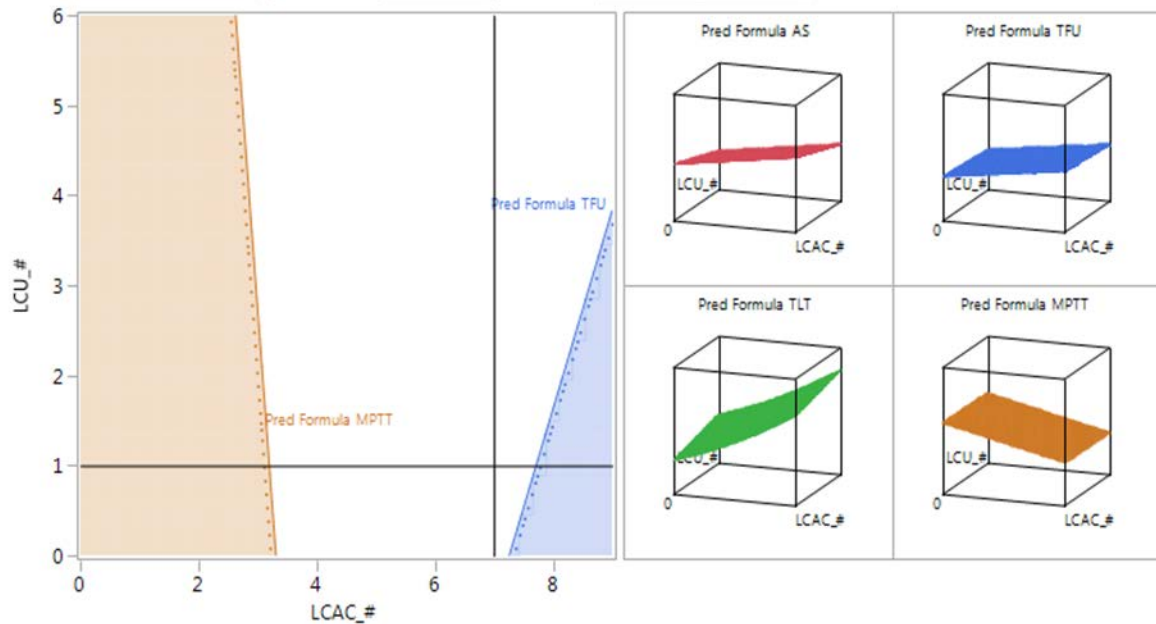 6
5
4
3
2
1
0
LCU_#
0
2
4
6
8
LCAC_#
Pred Formula TFU
Pred Formula MPTT
Pred Formula AS
LCU_#
0
LCAC_#
Pred Formula TFU
LCU_#
0
LCAC_#
Pred Formula TLT
LCU_#
0
LCAC_#
Pred Formula MPTT
LCU_#
0
LCAC_#